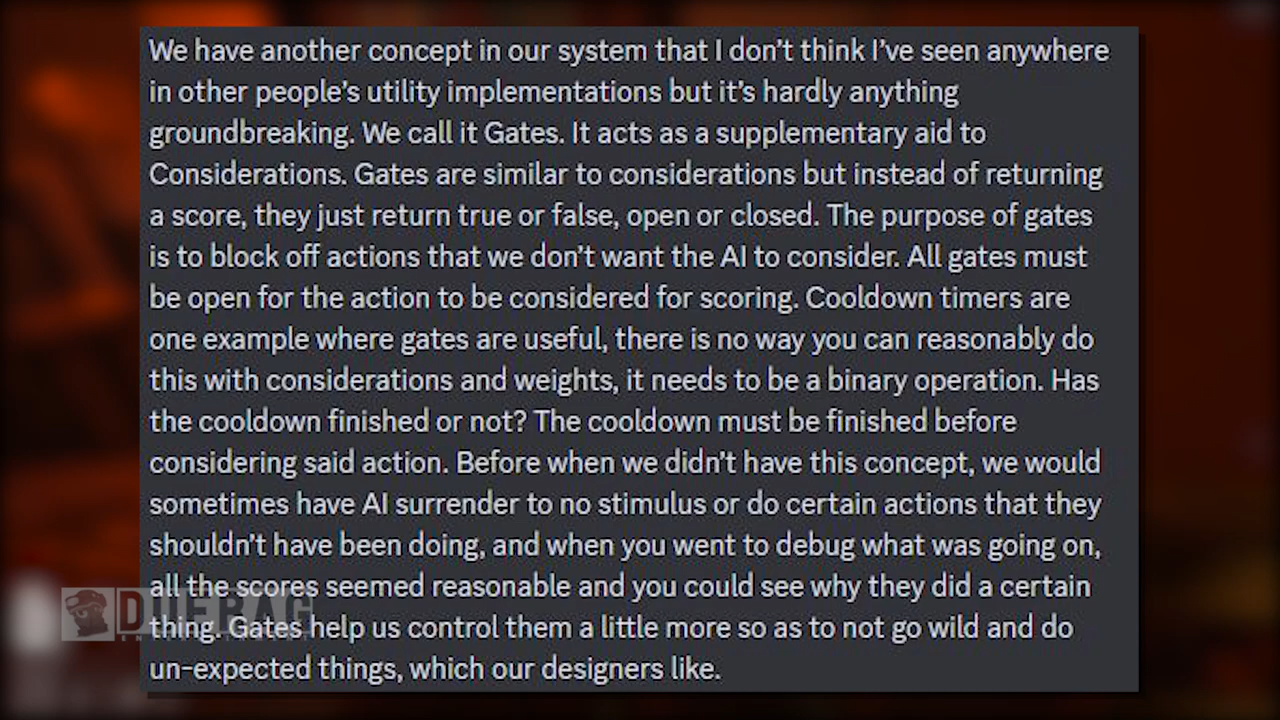 We have another concept in our system that I don't think I've seen anywhere
in other people's utility implementations but it's hardly anything
groundbreaking. We call it Gates. It acts as a supplementary aid to
Considerations. Gates are similar to considerations but instead of returning
a score, they just return true or false, open or closed. The purpose of gates
is to block off actions that we don't want the AI to consider. All gates must
be open for the action to be considered for scoring. Cooldown timers are
one example where gates are useful, there is no way you can reasonably do
this with considerations and weights, it needs to be a binary operation. Has
the cooldown finished or not? The cooldown must be finished before
considering said action. Before when we didn't have this concept, we would
sometimes have AI surrender to no stimulus or do certain actions that they
shouldn't have been doing, and when you went to debug what was going on,
all the scores seemed reasonable and you could see why they did a certain
thing. Gates help us control them a little more so as to not go wild and do
un-expected things, which our designers like.